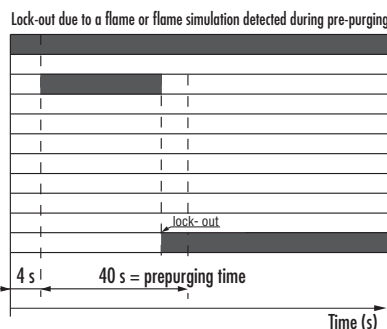 Lock-out due to a flame or flame simulation detected during pre-purging
lock- out
4 s
40 s = prepurging time
Time (s)